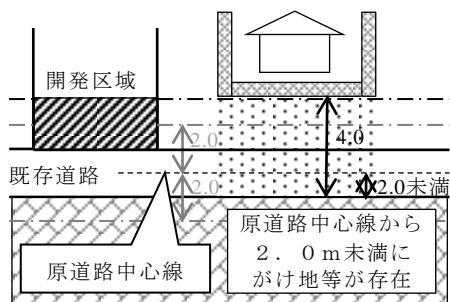 開発区域
2.0
4.0
既存道路
2.0
2.0未満
原道路中心線
原道路中心線から
２．０ｍ未満に
がけ地等が存在